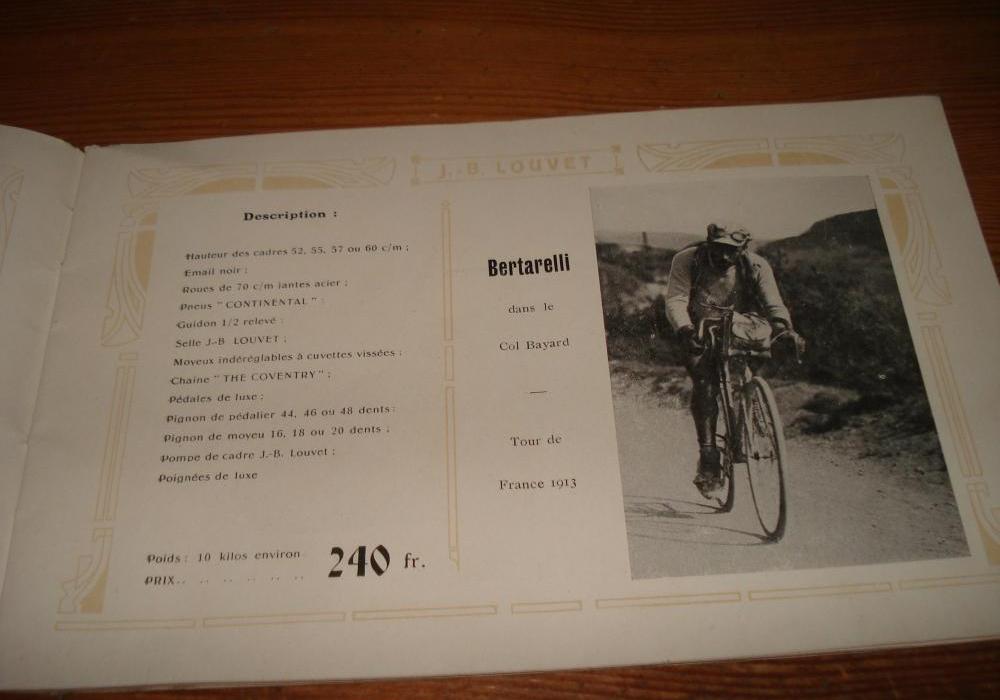 J.-B. LOUVET
Description :
Hauteur des cadres 52, 55, 57 ou 60 c/m ;
Email noir ;
Roues de 70 c/m jantes acier ;
Pneus " CONTINENTAL " ;
Guidon 1/2 relevé ;
Selle J.-B LOUVET ;
Moyeux indéréglables à cuvettes vissées ;
Chaine " THE COVENTRY " ;
Pédales de luxe ;
Pignon de pédalier 44, 46 ou 48 dents ;
Pignon de moyeu 16, 18 ou 20 dents ;
Pompe de cadre J.-B. Louvet ;
Poignées de luxe
Poids : 10 kilos environ
PRIX.. .. .. .. .. .. 240 fr.
Bertarelli
dans le
Col Bayard
—
Tour de
France 1913